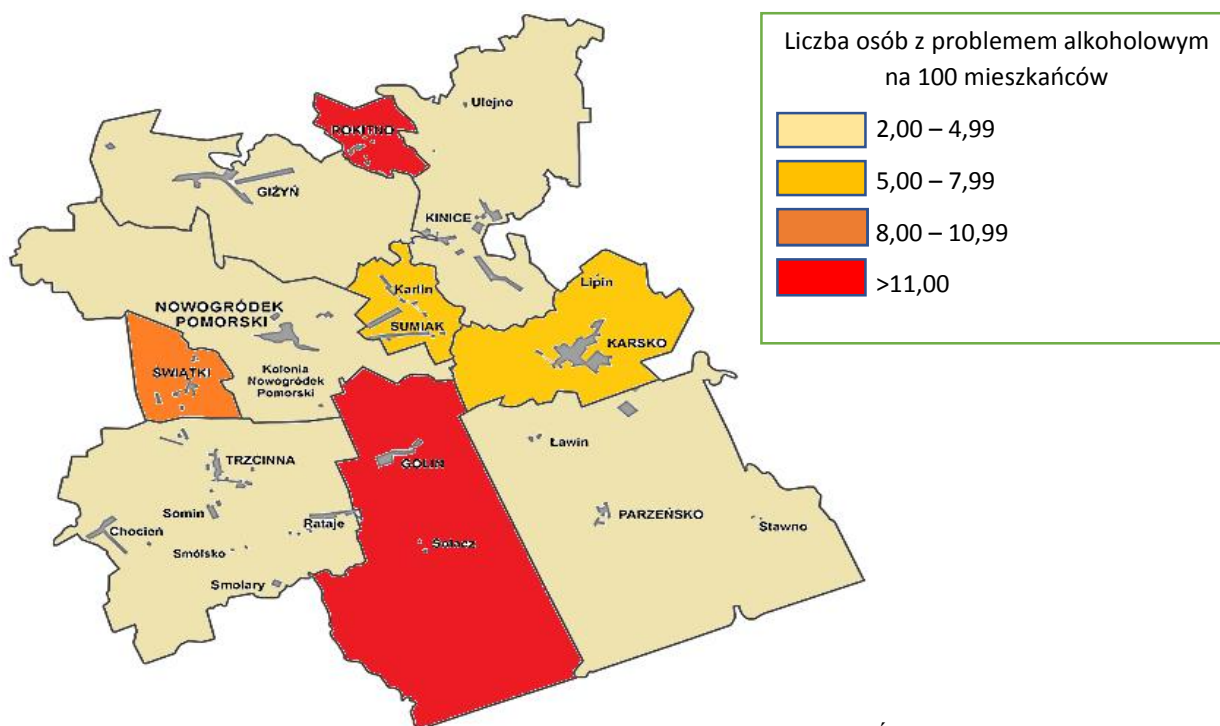 Liczba osób z problemem alkoholowym
na 100 mieszkańców
2,00 – 4,99
5,00 – 7,99
8,00 – 10,99
>11,00
Ulejno
POKITNO
GIŻYŃ
KINICE
Karlin
Lipin
NOWOGRÓDEK
POMORSKI
SUMIAK
KARSKO
ŚWIĄTKI
Kolonia
Nowogródek
Pomorski
Ławin
GOLIN
TRZCINNA
Somin
PARZEŃSKO
Rataje
Stawno
Chocień
Smólsko
Sołacz
Smolary